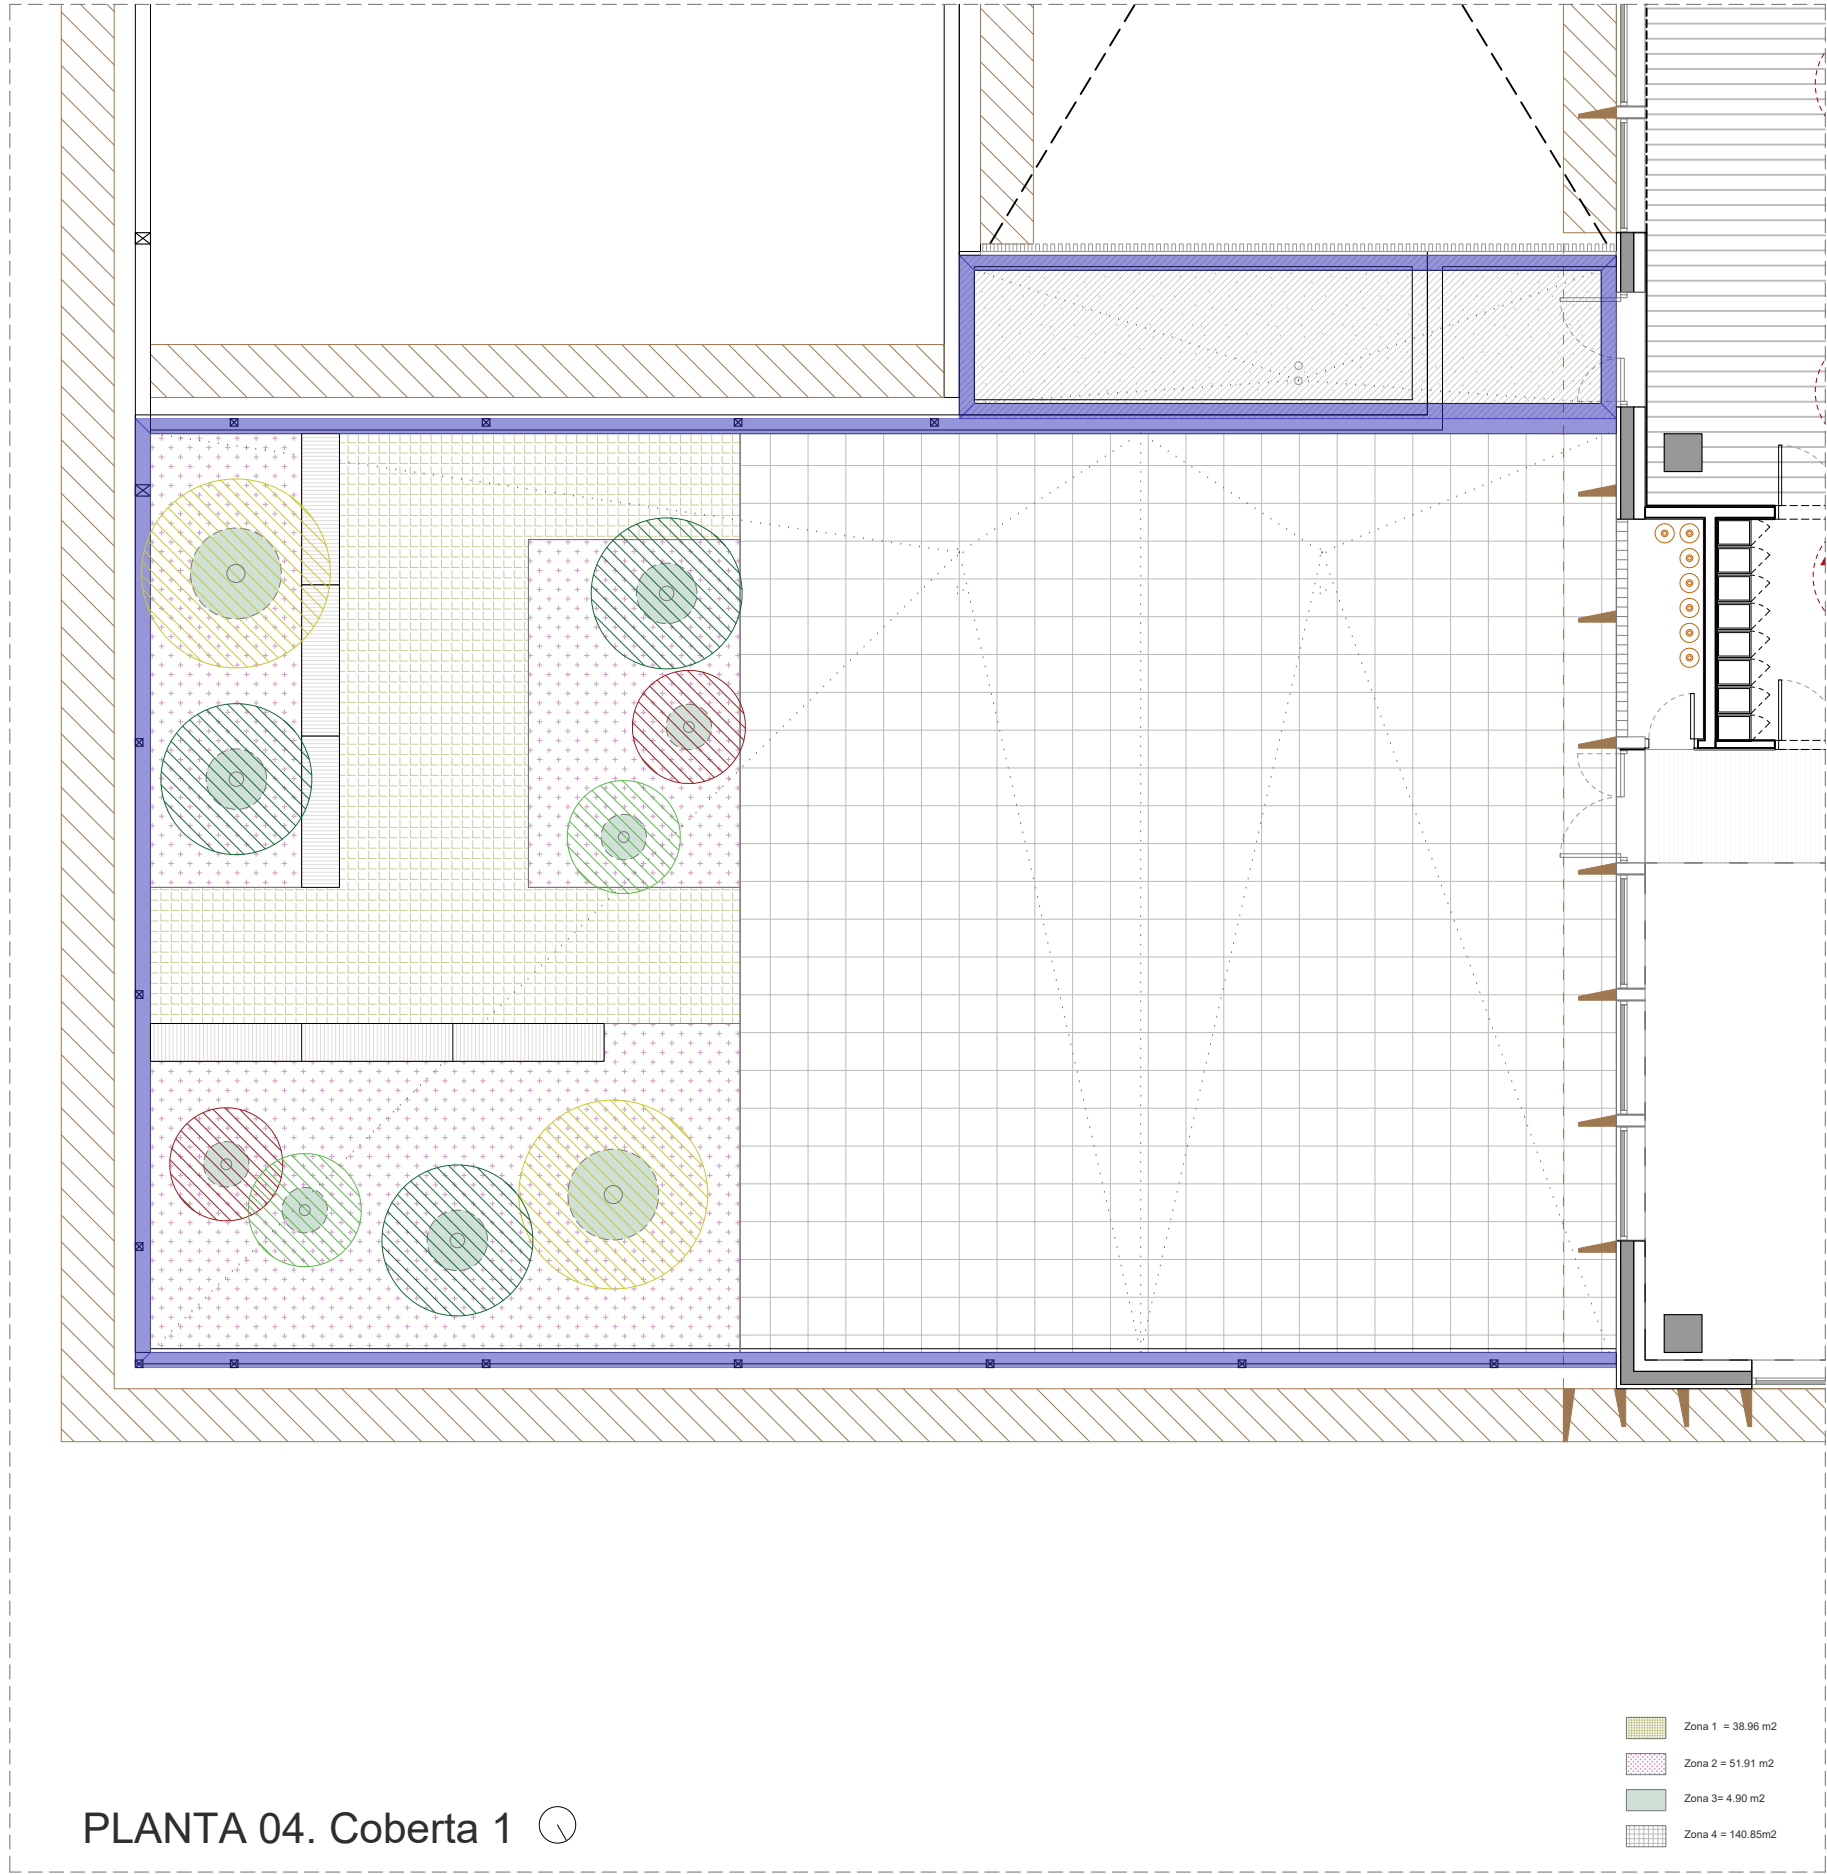 Zona 1 = 38.96 m2
Zona 2 = 51.91 m2
Zona 3= 4.90 m2
Zona 4 = 140.85m2
PLANTA 04. Coberta 1